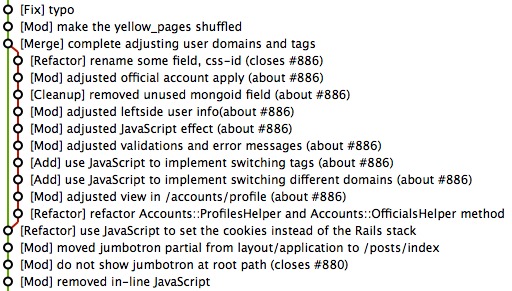 [Fix] typo
[Mod] make the yellow_pages shuffled
[Merge] complete adjusting user domains and tags
[Refactor] rename some field, css-id (closes #886)
[Mod] adjusted official account apply (about #886)
[Cleanup] removed unused mongoid field (about #886)
[Mod] adjusted leftside user info(about #886)
[Mod] adjusted JavaScript effect (about #886)
[Mod] adjusted validations and error messages (about #886)
[Add] use JavaScript to implement switching tags (about #886)
[Add] use JavaScript to implement switching different domains (about #886)
[Mod] adjusted view in /accounts/profile (about #886)
[Refactor] refactor Accounts::ProfilesHelper and Accounts::OfficialsHelper method
[Refactor] use JavaScript to set the cookies instead of the Rails stack
[Mod] moved jumbotron partial from layout/application to /posts/index
[Mod] do not show jumbotron at root path (closes #880)
[Mod] removed in-line JavaScript